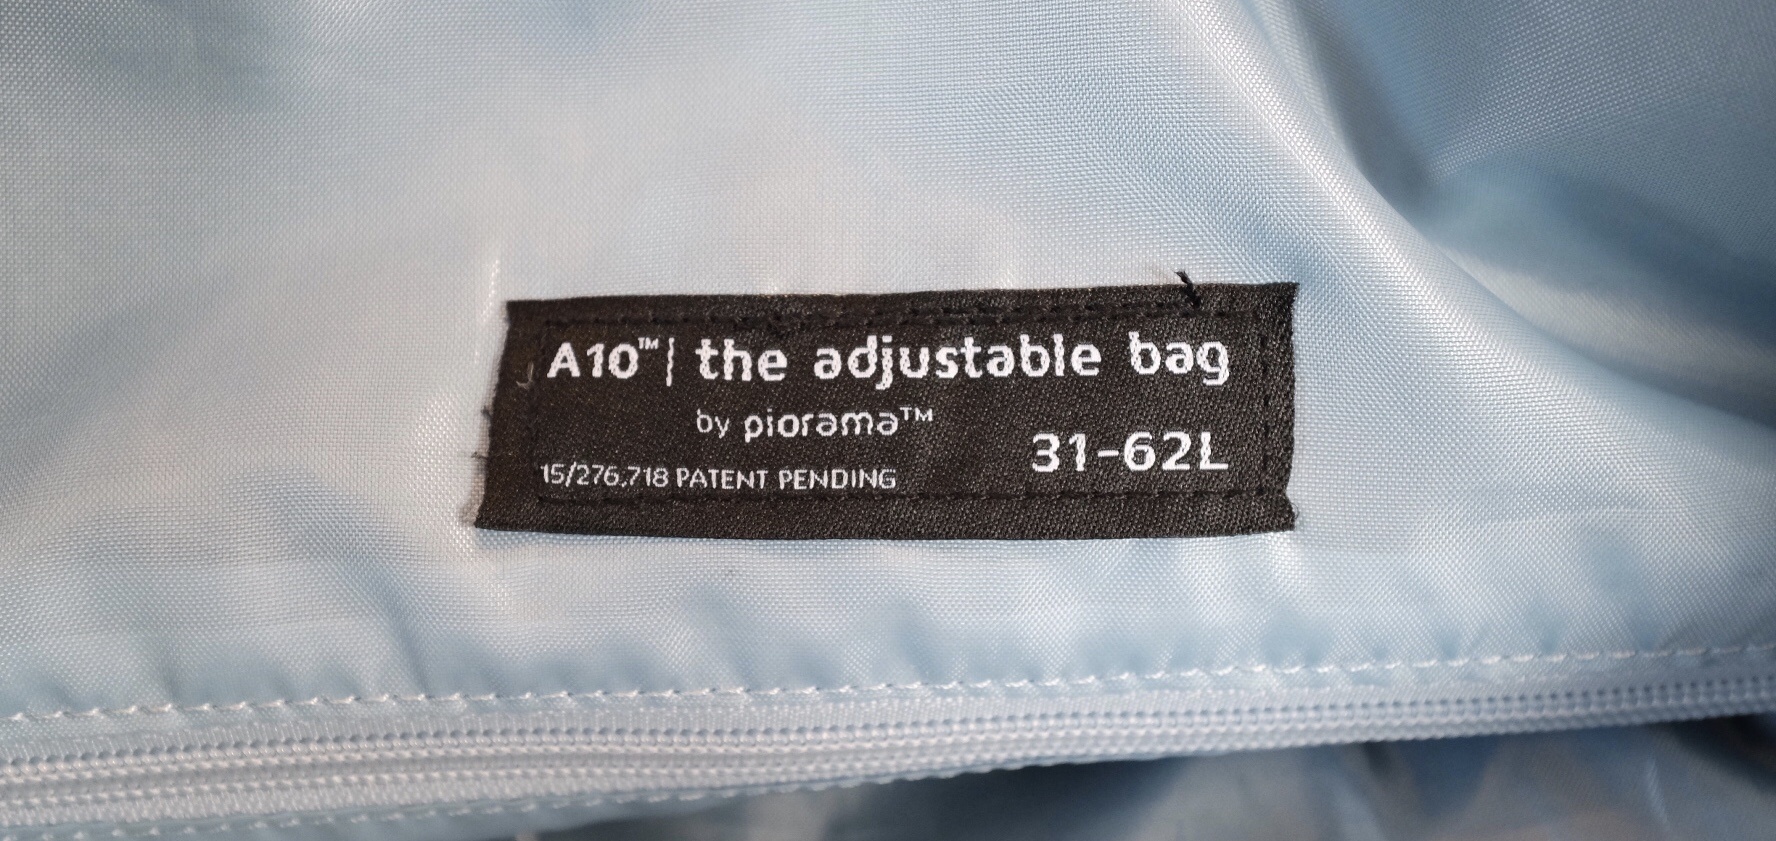 A10™| the adjustable bag
by piorama™
31-62L
15/276,718 PATENT PENDING